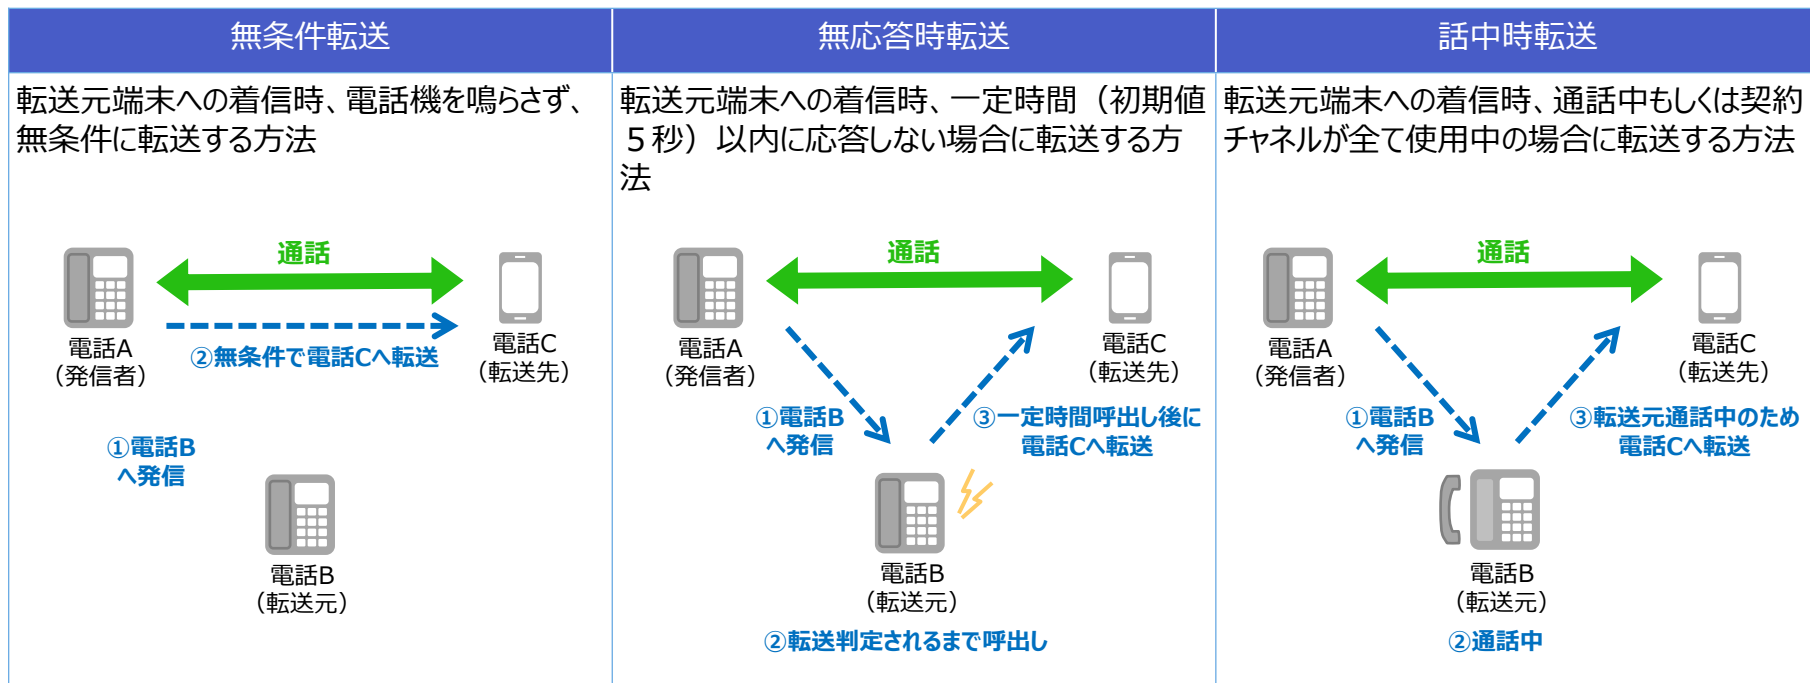 無条件転送
転送元端末への着信時、電話機を鳴らさず、
無条件に転送する方法
通話
電話A
（発信者）
②無条件で電話Cへ転送
電話C
（転送先）
①電話B
へ発信
電話B
（転送元）
無応答時転送
転送元端末への着信時、一定時間（初期値
５秒）以内に応答しない場合に転送する方
法
通話
電話A
（発信者）
電話C
（転送先）
①電話B
へ発信
③一定時間呼出し後に
電話Cへ転送
電話B
（転送元）
②転送判定されるまで呼出し
話中時転送
転送元端末への着信時、通話中もしくは契約
チャネルが全て使用中の場合に転送する方法
通話
電話A
（発信者）
電話C
（転送先）
①電話B
へ発信
③転送元通話中のため
電話Cへ転送
電話B
（転送元）
②通話中